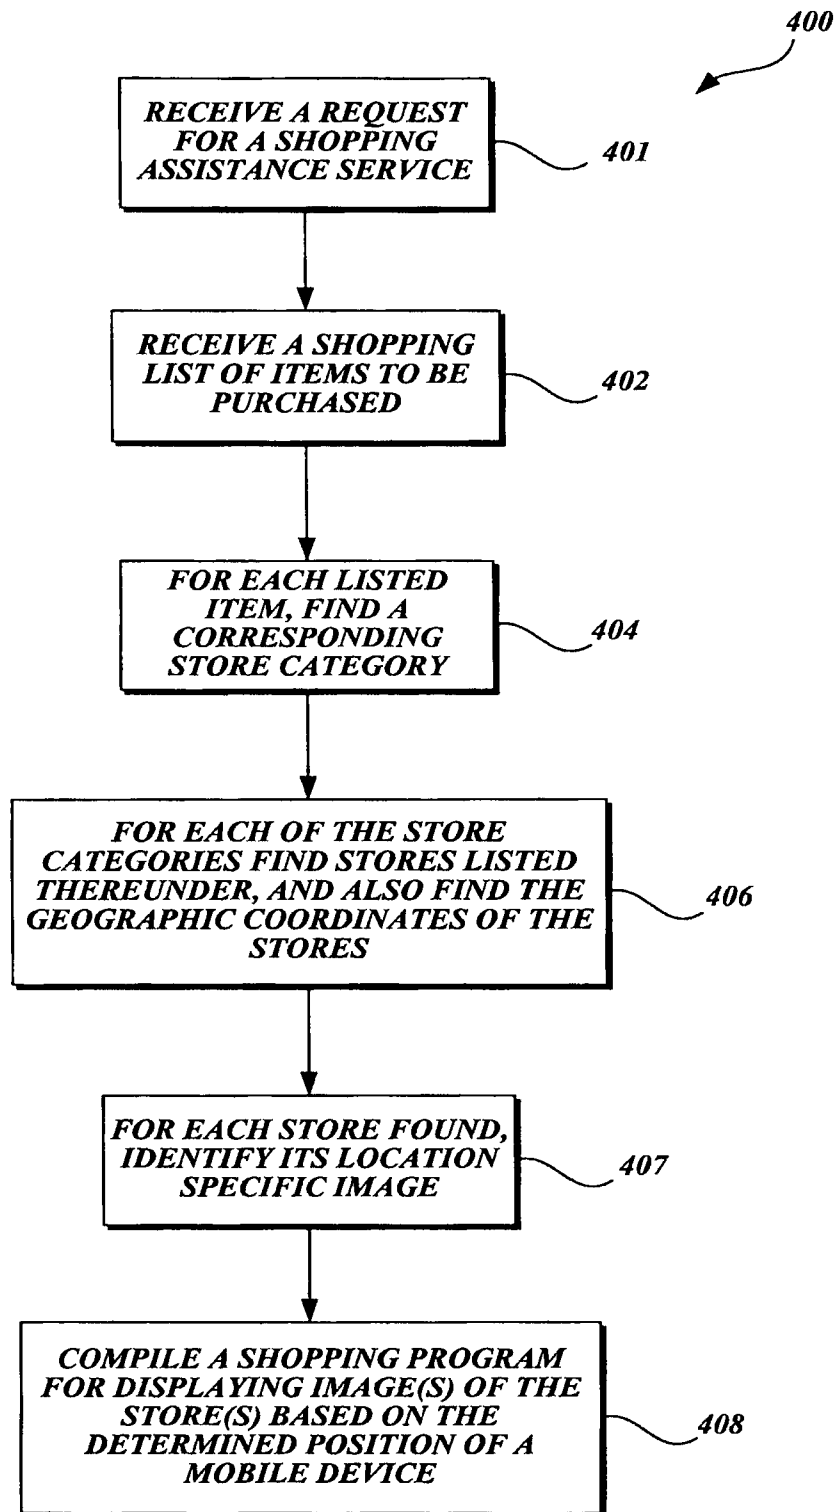 400
RECEIVE A REQUEST
FOR A SHOPPING
ASSISTANCE SERVICE
401
RECEIVE A SHOPPING
LIST OF ITEMS TO BE
PURCHASED
402
FOR EACH LISTED
ITEM, FIND A
CORRESPONDING
STORE CATEGORY
404
FOR EACH OF THE STORE
CATEGORIES FIND STORES LISTED
THEREUNDER, AND ALSO FIND THE
GEOGRAPHIC COORDINATES OF THE
STORES
406
FOR EACH STORE FOUND,
IDENTIFY ITS LOCATION
SPECIFIC IMAGE
407
COMPILE A SHOPPING PROGRAM
FOR DISPLAYING IMAGE(S) OF THE
STORE(S) BASED ON THE
DETERMINED POSITION OF A
MOBILE DEVICE
408